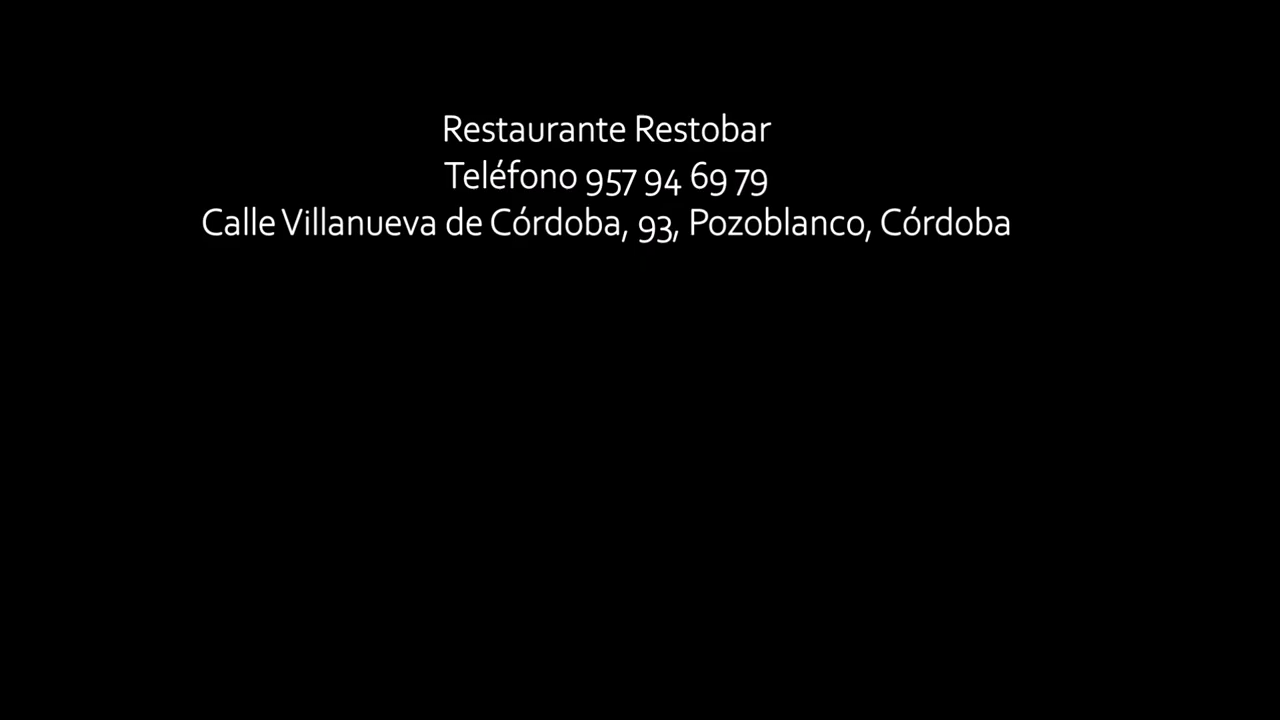 Restaurante Restobar
Teléfono 957 94 69 79
Calle Villanueva de Córdoba, 93, Pozoblanco, Córdoba